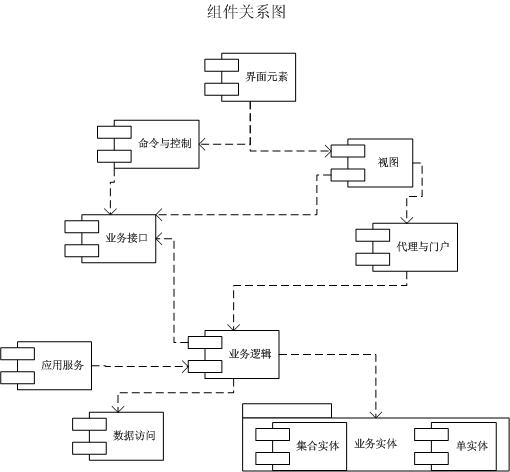 组件关系图
界面元素
命令与控制
视图
业务接口
代理与门户
业务逻辑
应用服务
数据访问
集合实体
业务实体
单实体